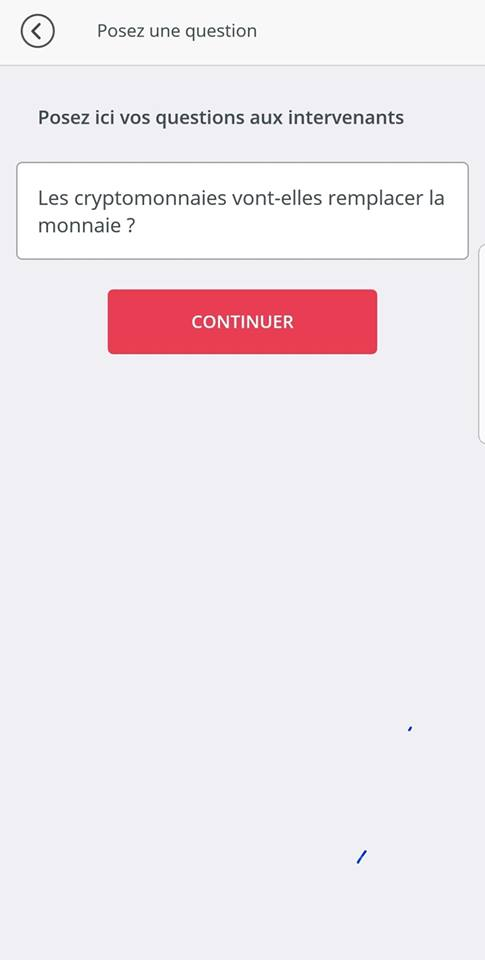 Posez une question
Posez ici vos questions aux intervenants
Les cryptomonnaies vont-elles remplacer la
monnaie ?
CONTINUER